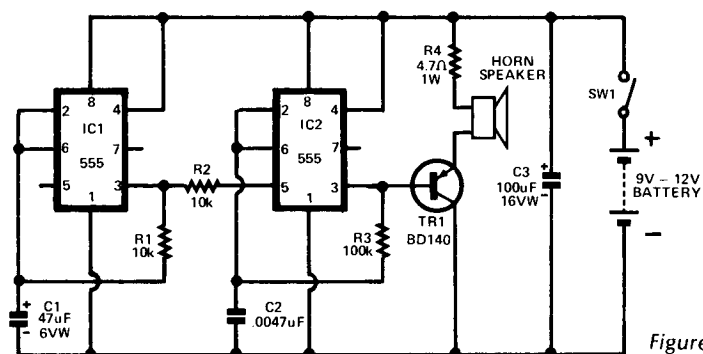 R4
4.7Ω
1W
HORN
SPEAKER
SW1
2
8
4
IC1
6
7
555
5
1
3
R2
10k
2
8
4
IC2
6
7
555
5
1
3
R1
10k
R3
100k
TR1
BD140
+
C3
100uF
16VW
-
+
9V – 12V
BATTERY
–
+
C1
47uF
6VW
-
C2
.0047uF
Figure